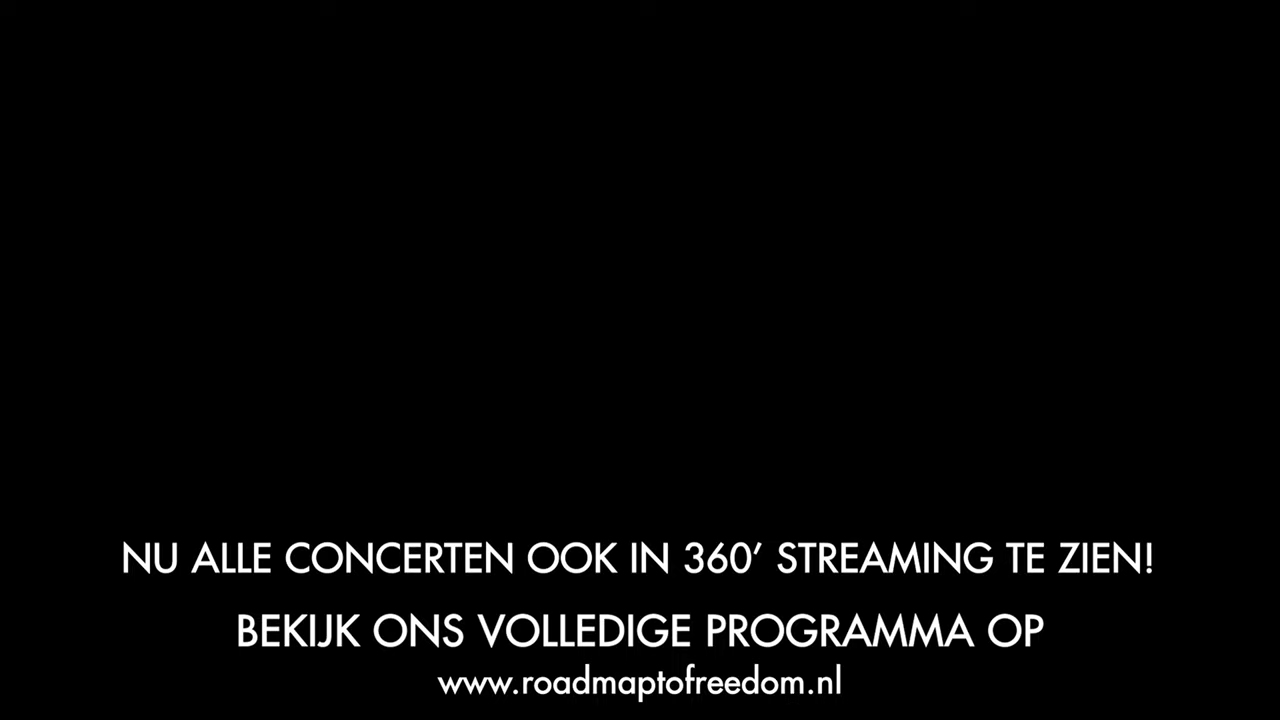 NU ALLE CONCERTEN OOK IN 360’ STREAMING TE ZIEN!
BEKIJK ONS VOLLEDIGE PROGRAMMA OP
www.roadmaptofreedom.nl